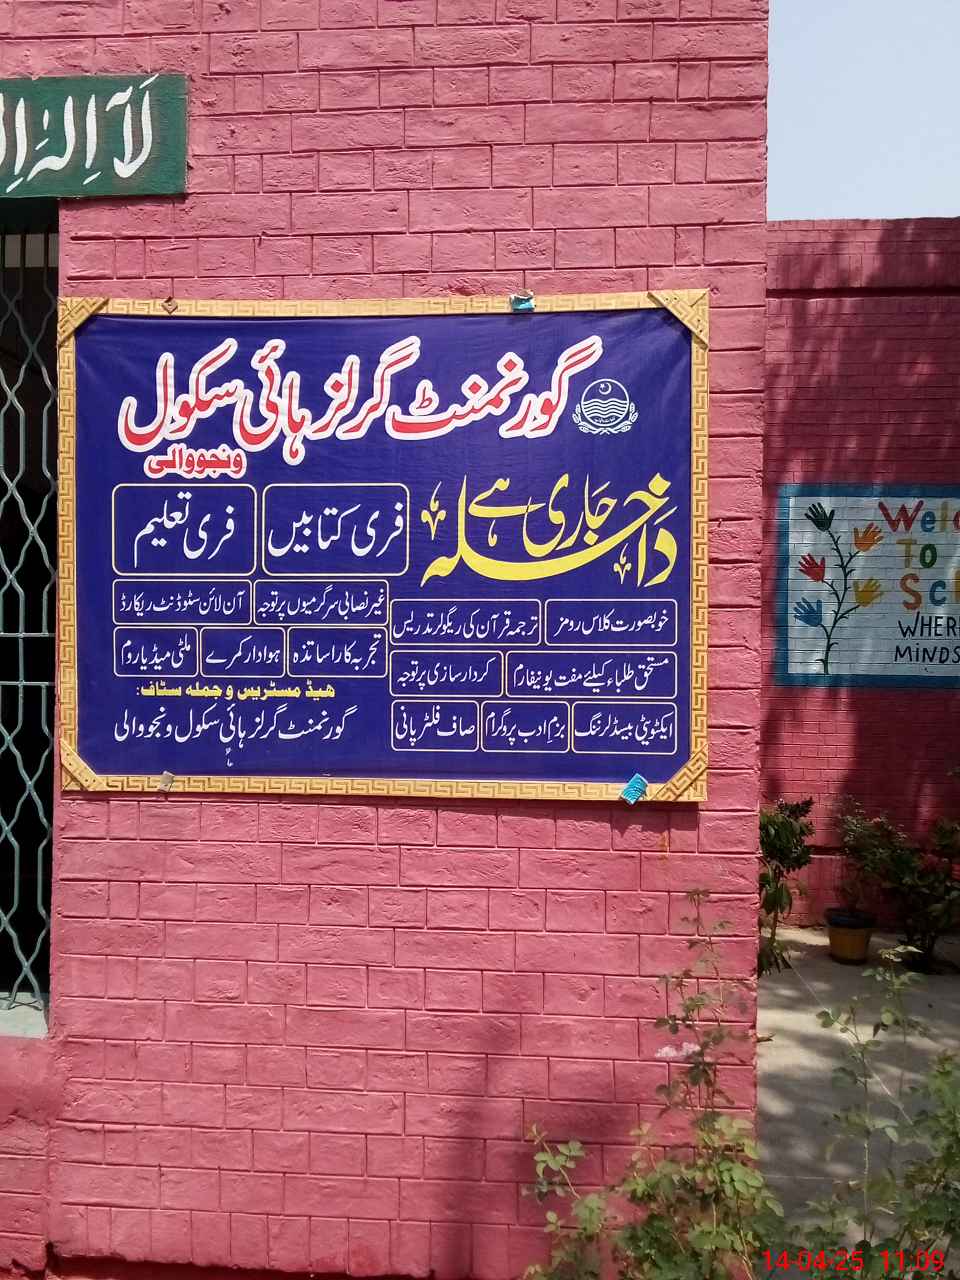 لَآ اِلٰہَ اِ
گورنمنٹ گرلز ہائی سکول
ونجووالی
داخلہ جاری ہے
فری کتابیں
فری تعلیم
خوبصورت کلاس رومز
ترجمہ قرآن کی ریگولر تدریس
غیر نصابی سرگرمیوں پر توجہ
آن لائن سٹوڈنٹ ریکارڈ
مستحق طلباء کیلئے مفت یونیفارم
کردار سازی پر توجہ
تجربہ کار اساتذہ
ہوادار کمرے
ملٹی میڈیا روم
ایکٹویٹی بیسڈ لرننگ
بزم ادب پروگرام
صاف فلٹر پانی
ھیڈ مسٹریس و جملہ سٹاف:
گورنمنٹ گرلز ہائی سکول ونجووالی
Welc
To
Sc
WHER
MINDS
14-04-25 11:09